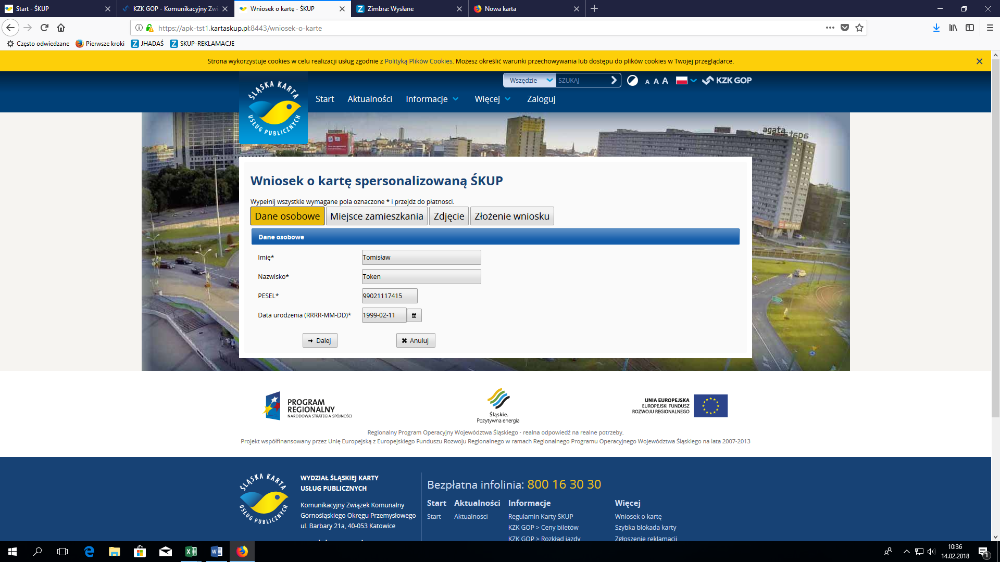 Start - ŚKUP
KZK GOP - Komunikacyjny Zwi
Wniosek o kartę - ŚKUP
Zimbra: Wysłane
Nowa karta
https://apk-tst1.kartaskup.pl:8443/wniosek-o-karte
Często odwiedzane
Pierwsze kroki
JHADAŚ
SKUP-REKLAMACJE
Strona wykorzystuje cookies w celu realizacji usług zgodnie z Polityką Plików Cookies. Możesz określić warunki przechowywania lub dostępu do plików cookies w Twojej przeglądarce.
ŚLĄSKA KARTA
USŁUG PUBLICZNYCH
Wszędzie
SZUKAJ
A A A
KZK GOP
Start
Aktualności
Informacje
Więcej
Zaloguj
agata
Wniosek o kartę spersonalizowaną ŚKUP
Wypełnij wszystkie wymagane pola oznaczone * i przejdź do płatności.
Dane osobowe
Miejsce zamieszkania
Zdjęcie
Złożenie wniosku
Dane osobowe
Imię* Tomisław
Nazwisko* Token
PESEL* 99021117415
Data urodzenia (RRRR-MM-DD)* 1999-02-11
Dalej
Anuluj
PROGRAM
REGIONALNY
NARODOWA STRATEGIA SPÓJNOŚCI
Śląskie.
Pozytywna energia
UNIA EUROPEJSKA
EUROPEJSKI FUNDUSZ
ROZWOJU REGIONALNEGO
Regionalny Program Operacyjny Województwa Śląskiego - realna odpowiedź na realne potrzeby.
Projekt współfinansowany przez Unię Europejską z Europejskiego Funduszu Rozwoju Regionalnego w ramach Regionalnego Programu Operacyjnego Województwa Śląskiego na lata 2007-2013
ŚLĄSKA KARTA
USŁUG PUBLICZNYCH
WYDZIAŁ ŚLĄSKIEJ KARTY
USŁUG PUBLICZNYCH
Komunikacyjny Związek Komunalny
Górnośląskiego Okręgu Przemysłowego
ul. Barbary 21a, 40-053 Katowice
Bezpłatna infolinia: 800 16 30 30
Start
Start
Aktualności
Aktualności
Informacje
Regulamin Karty ŚKUP
KZK GOP > Ceny biletów
KZK GOP > Rozkład jazdy
Więcej
Wniosek o kartę
Szybka blokada karty
Zgłoszenie reklamacji
10:36
14.02.2018
1